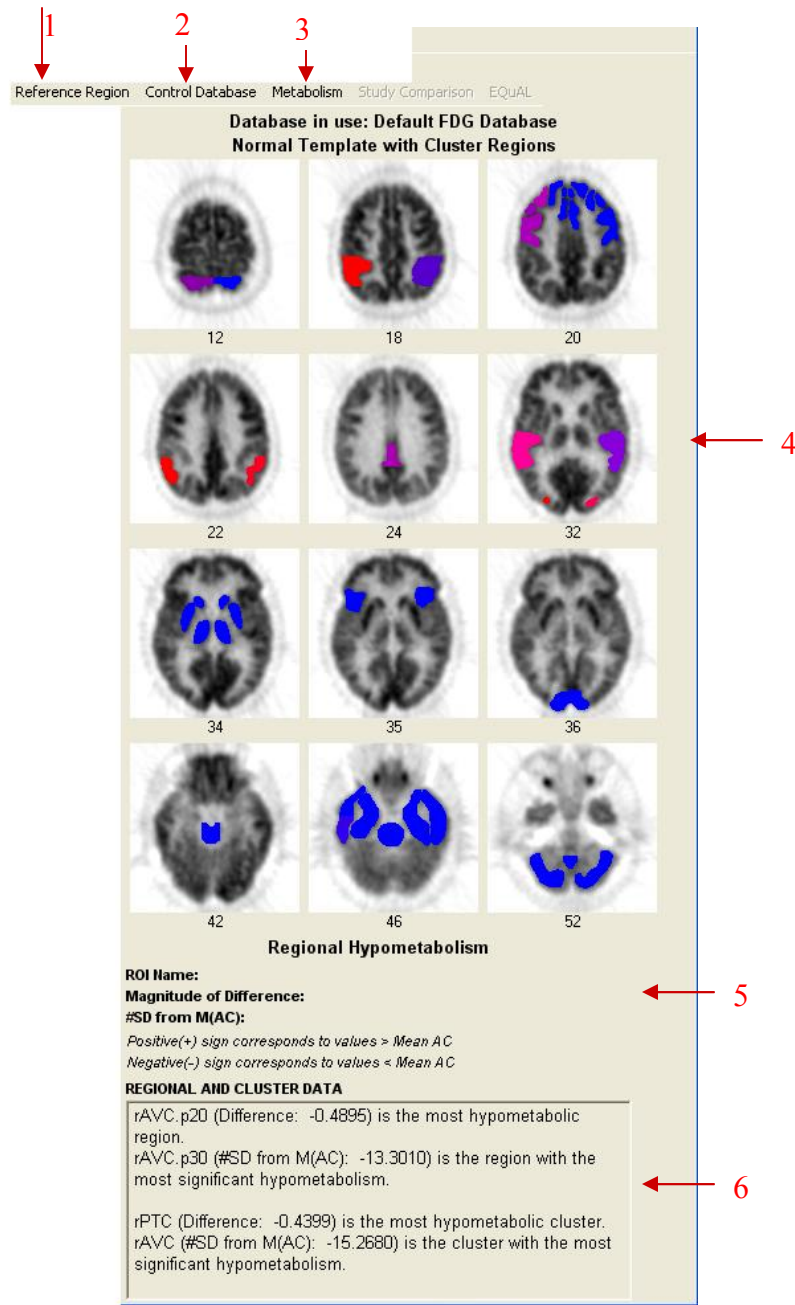 1
2
3
Reference Region Control Database Metabolism Study Comparison EQuAL
Database in use: Default FDG Database
Normal Template with Cluster Regions
12 18 20
22 24 32
4
34 35 36
42 46 52
Regional Hypometabolism
ROI Name:
Magnitude of Difference:
5
#SD from M(AC):
Positive(+) sign corresponds to values > Mean AC
Negative(-) sign corresponds to values < Mean AC
REGIONAL AND CLUSTER DATA
rAVC.p20 (Difference: -0.4895) is the most hypometabolic
region.
rAVC.p30 (#SD from M(AC): -13.3010) is the region with the
most significant hypometabolism.
6
rPTC (Difference: -0.4399) is the most hypometabolic cluster.
rAVC (#SD from M(AC): -15.2680) is the cluster with the most
significant hypometabolism.